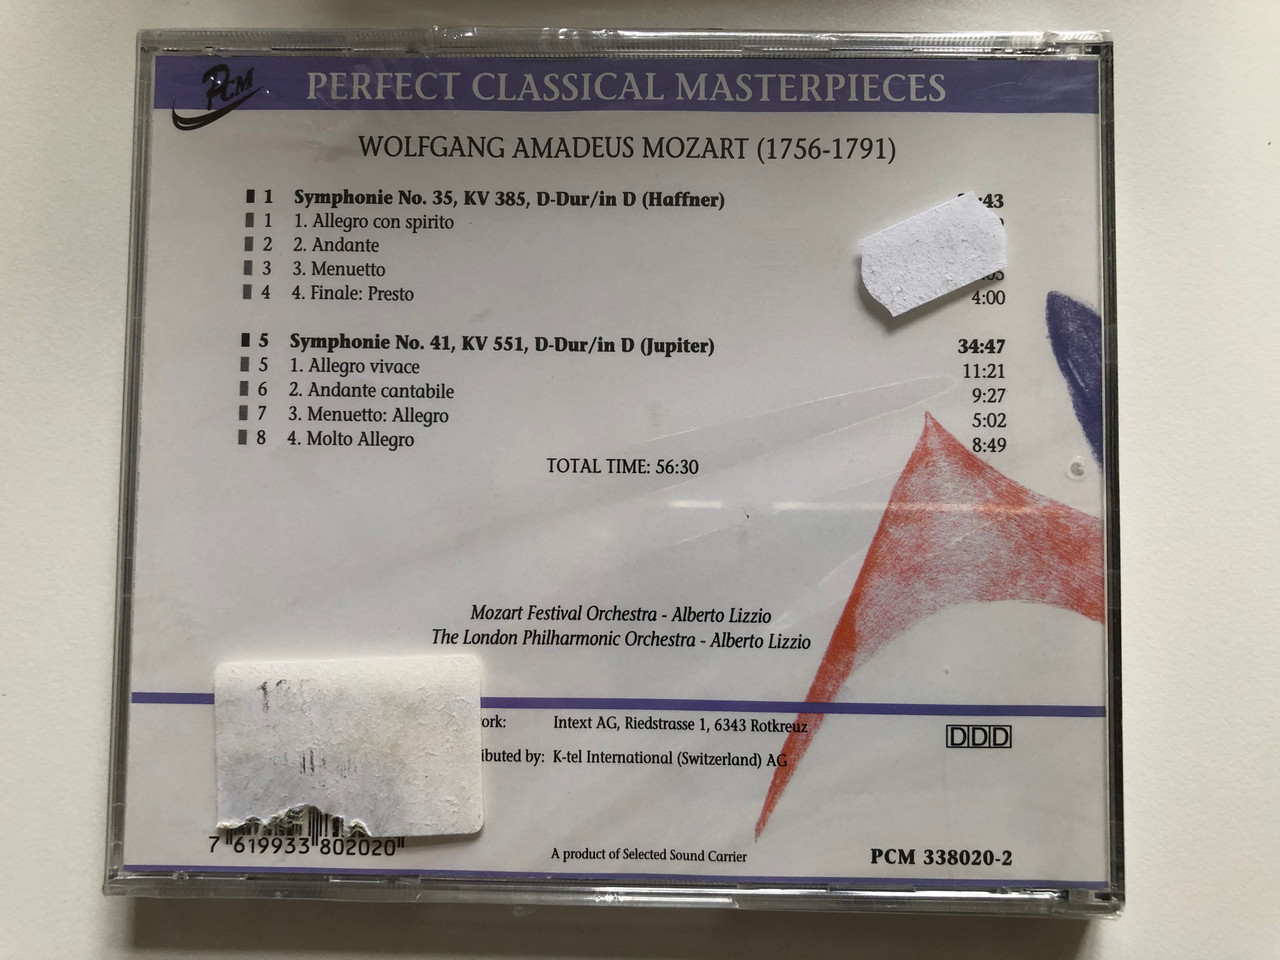 PCM PERFECT CLASSICAL MASTERPIECES
WOLFGANG AMADEUS MOZART (1756-1791)
1 Symphonie No. 35, KV 385, D-Dur/in D (Haffner) :43
1 1. Allegro con spirito
2 2. Andante
3 3. Menuetto
4 4. Finale: Presto 4:00
5 Symphonie No. 41, KV 551, D-Dur/in D (Jupiter) 34:47
5 1. Allegro vivace 11:21
6 2. Andante cantabile 9:27
7 3. Menuetto: Allegro 5:02
8 4. Molto Allegro 8:49
TOTAL TIME: 56:30
Mozart Festival Orchestra - Alberto Lizzio
The London Philharmonic Orchestra - Alberto Lizzio
ork: Intext AG, Riedstrasse 1, 6343 Rotkreuz
DDD
ibuted by: K-tel International (Switzerland) AG
7 619933 802020
A product of Selected Sound Carrier
PCM 338020-2